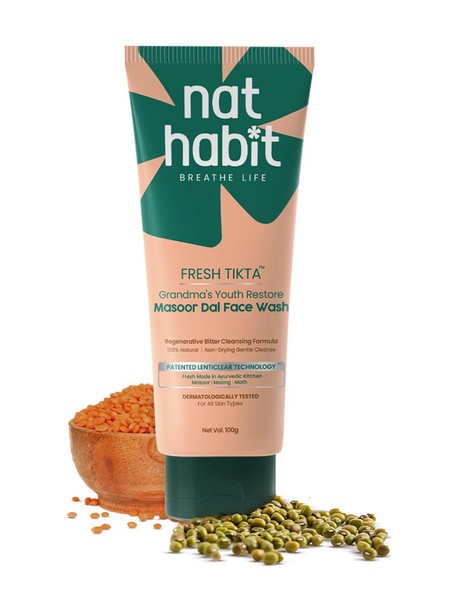 nat
habit
BREATHE LIFE
FRESH TIKTA™
Grandma's Youth Restore
Masoor Dal Face Wash
Regenerative Bitter Cleansing Formula
100% Natural | Non-Drying Gentle Cleanse
PATENTED LENTICLEAR TECHNOLOGY™
Fresh Made in Ayurvedic Kitchen
Masoor | Moong | Moth
DERMATOLOGICALLY TESTED
For All Skin Types
Net Vol. 100g